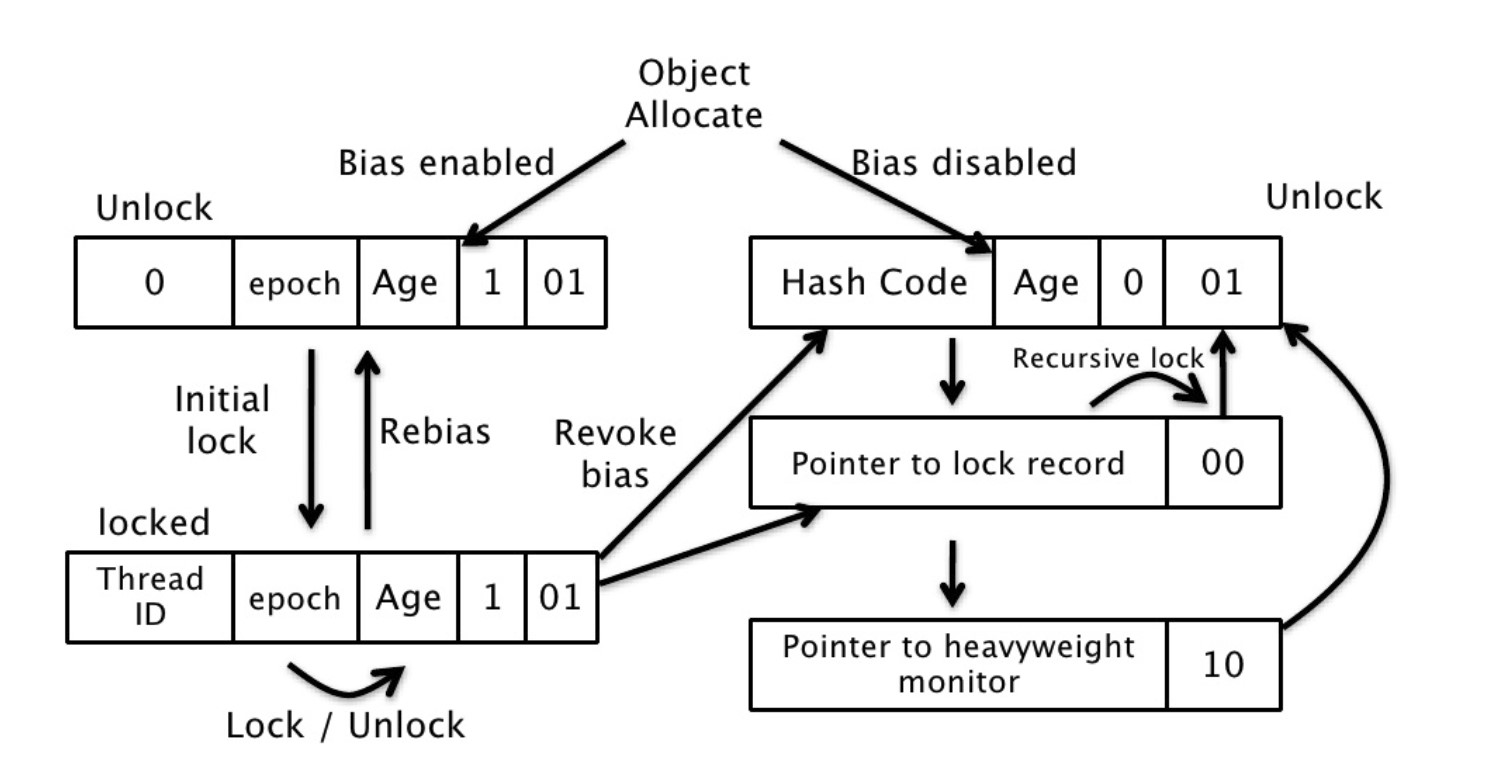 Object
Allocate
Bias enabled
Bias disabled
Unlock
Unlock
0 epoch Age 1 01
Hash Code Age 0 01
Initial
lock
Rebias
Recursive lock
Revoke
bias
Pointer to lock record 00
locked
Thread
ID
epoch Age 1 01
Pointer to heavyweight
monitor
10
Lock / Unlock